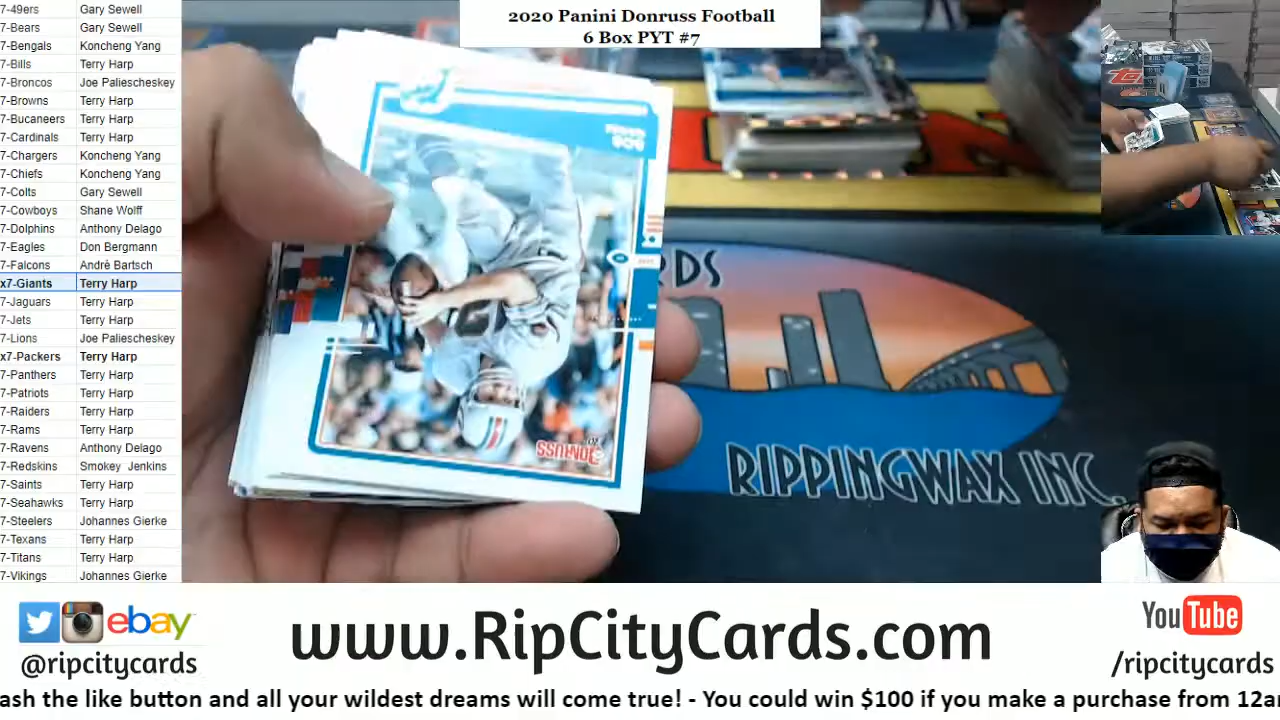 7-49ers Gary Sewell
7-Bears Gary Sewell
7-Bengals Koncheng Yang
7-Bills Terry Harp
7-Broncos Joe Paliescheskey
7-Browns Terry Harp
7-Bucaneers Terry Harp
7-Cardinals Terry Harp
7-Chargers Koncheng Yang
7-Chiefs Koncheng Yang
7-Colts Gary Sewell
7-Cowboys Shane Wolff
7-Dolphins Anthony Delago
7-Eagles Don Bergmann
7-Falcons Andrè Bartsch
x7-Giants Terry Harp
7-Jaguars Terry Harp
7-Jets Terry Harp
7-Lions Joe Paliescheskey
x7-Packers Terry Harp
7-Panthers Terry Harp
7-Patriots Terry Harp
7-Raiders Terry Harp
7-Rams Terry Harp
7-Ravens Anthony Delago
7-Redskins Smokey Jenkins
7-Saints Terry Harp
7-Seahawks Terry Harp
7-Steelers Johannes Gierke
7-Texans Terry Harp
7-Titans Terry Harp
7-Vikings Johannes Gierke
2020 Panini Donruss Football
6 Box PYT #7
BOB
DONRUSS
RDS
RIPPINGWAX INC.
ebay
@ripcitycards
www.RipCityCards.com
YouTube
/ripcitycards
ash the like button and all your wildest dreams will come true! - You could win $100 if you make a purchase from 12a